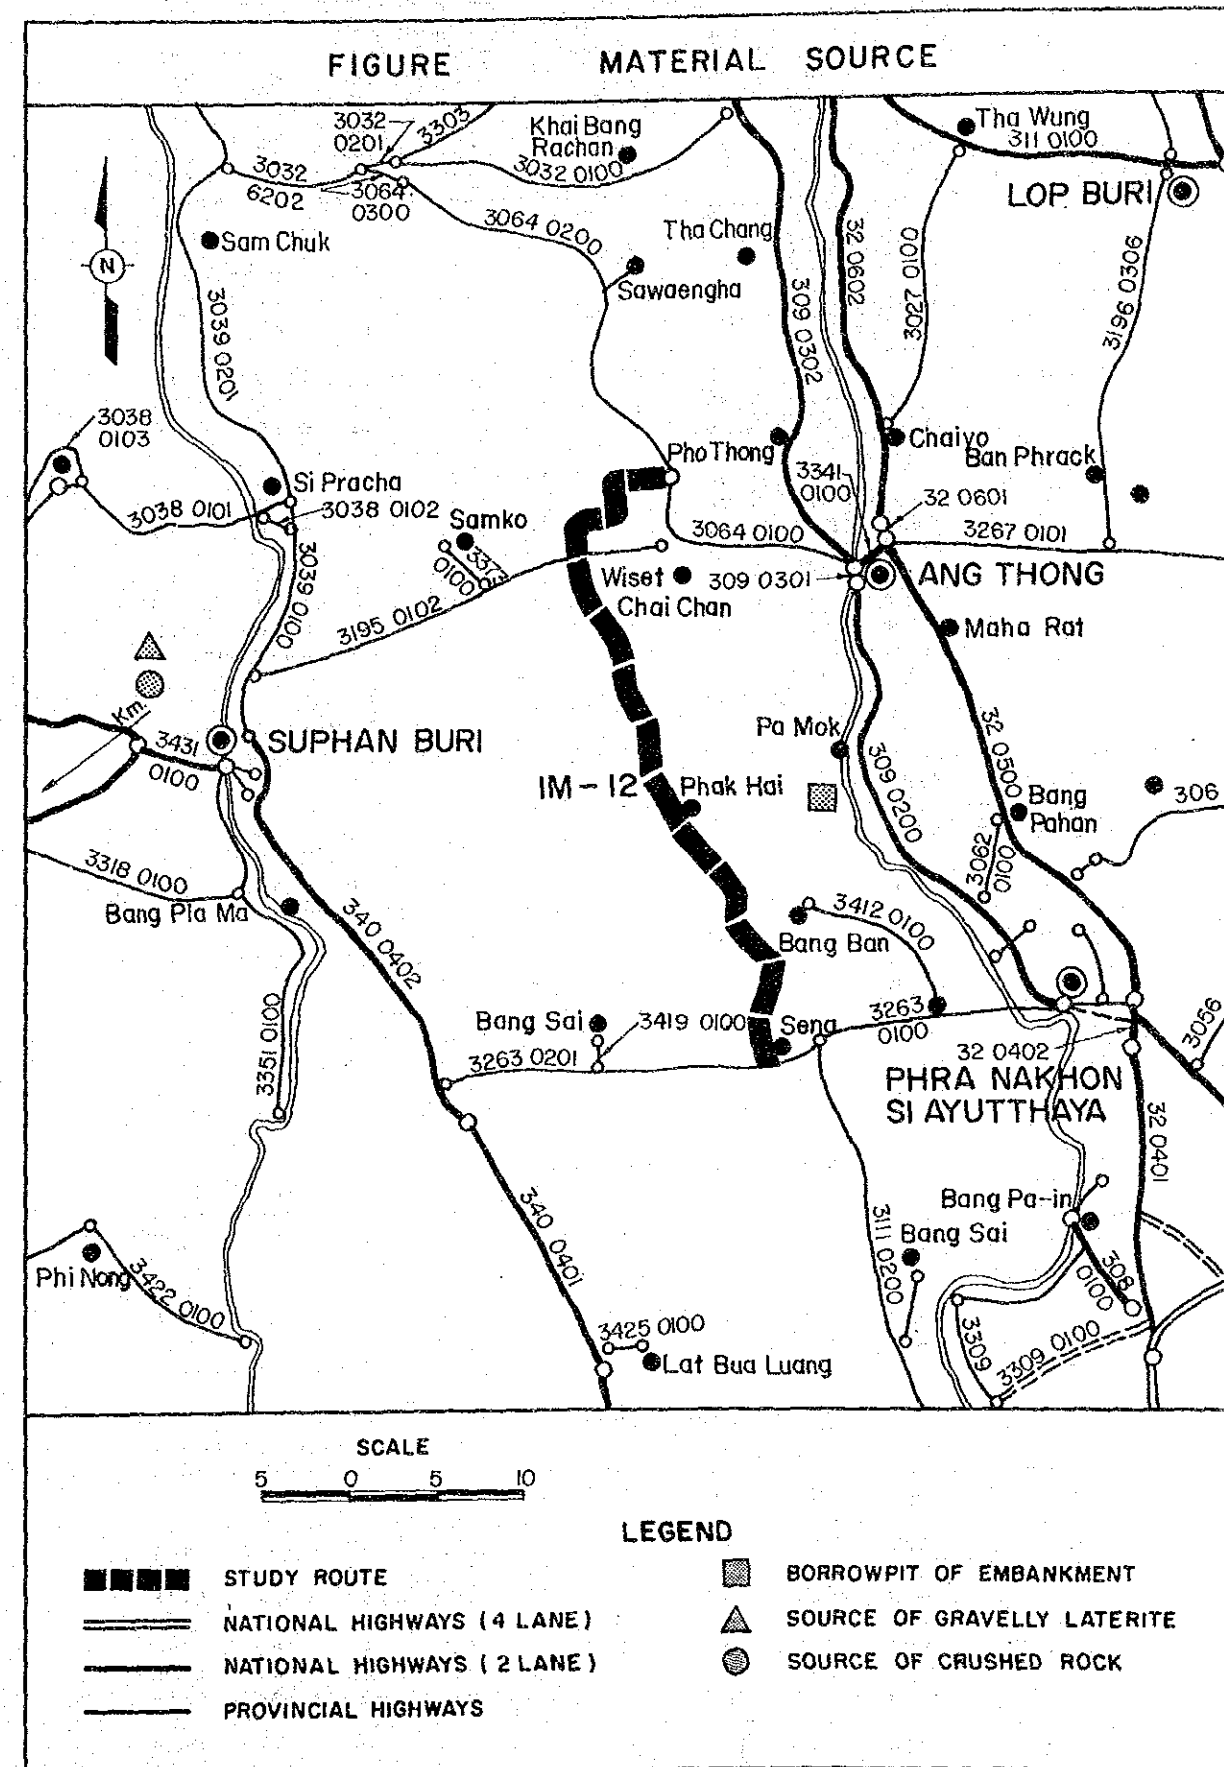 FIGURE MATERIAL SOURCE
3032
0201
3303
Khai Bang
Rachan
3032 0100
Tha Wung
311 0100
3032
6202
3064
0300
LOP BURI
Sam Chuk
3064 0200
Tha Chang
Sawaengha
32 0602
3027 0100
3196 0306
N
3039 0201
309 0302
3038
0103
Si Pracha
3038 0101
3038 0102
Samko
Pho Thong
Chaiyo
Ban Phrack
3341
0100
32 0601
3064 0100
3267 0101
3373
0100
3039 0100
Wiset
Chai Chan
309 0301
ANG THONG
3195 0102
Maha Rat
Km.
3431
0100
SUPHAN BURI
Pa Mok
32 0500
1M-12
Phak Hai
309 0200
Bang
Pahan
306
3062
0100
3318 0100
Bang Pla Ma
340 0402
3412 0100
Bang Ban
3351 0100
Bang Sai
3419 0100
Sena
3263
0100
3263 0201
32 0402
3056
PHRA NAKHON
SI AYUTTHAYA
32 0401
340 0401
3111 0200
Bang Pa-in
Bang Sai
308
0100
Phi Nong
3422 0100
3425 0100
Lat Bua Luang
3309
3309 0100
SCALE
5 0 5 10
LEGEND
STUDY ROUTE
NATIONAL HIGHWAYS (4 LANE)
NATIONAL HIGHWAYS (2 LANE)
PROVINCIAL HIGHWAYS
BORROWPIT OF EMBANKMENT
SOURCE OF GRAVELLY LATERITE
SOURCE OF CRUSHED ROCK